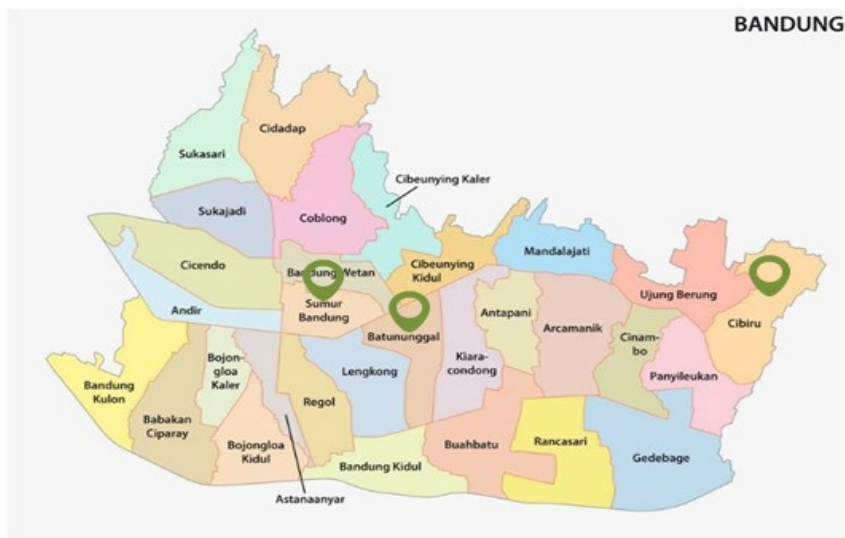 BANDUNG
Cidadap
Sukasari
Cibeunying Kaler
Sukajadi
Coblong
Mandalajati
Cicendo
Bandung Wetan
Cibeunying
Kidul
Ujung Berung
Andir
Sumur
Bandung
Antapani
Arcamanik
Cibiru
Batununggal
Cinam-
bo
Bojon-
gloa
Kaler
Kiara-
condong
Lengkong
Panyileukan
Bandung
Kulon
Regol
Babakan
Ciparay
Bojongloa
Kidul
Buahbatu
Rancasari
Gedebage
Bandung Kidul
Astanaanyar